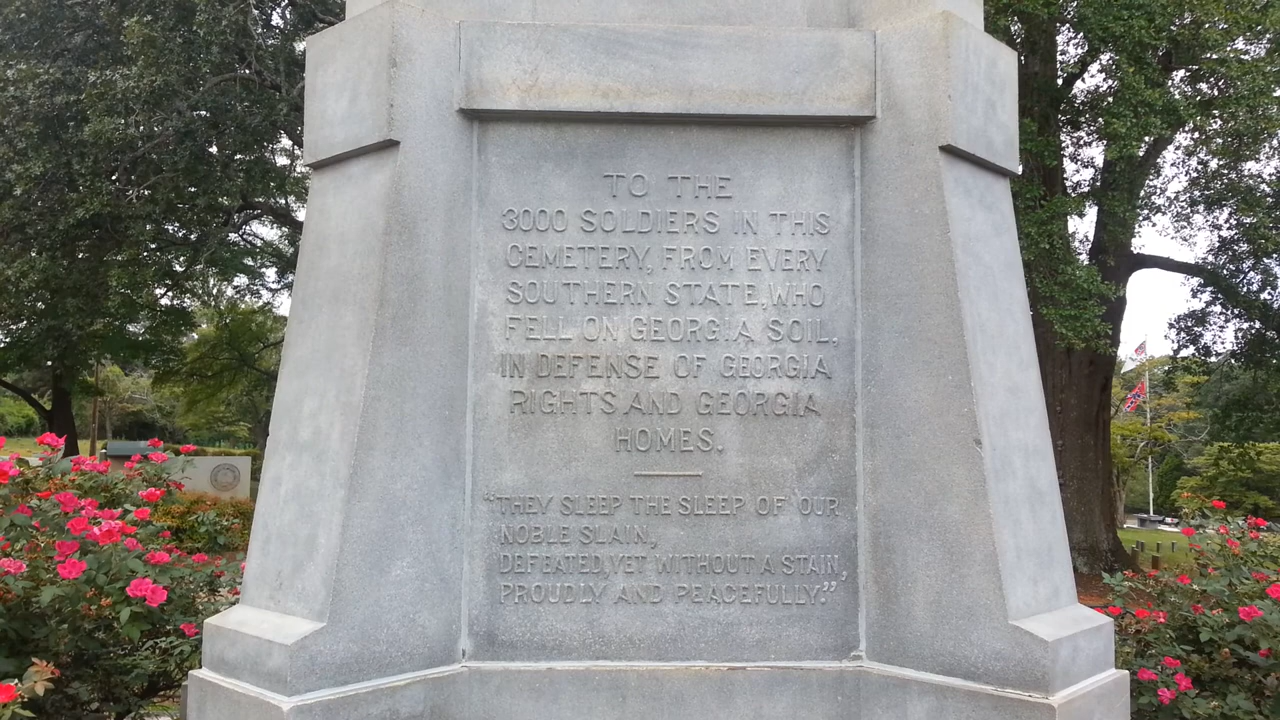 TO THE
3000 SOLDIERS IN THIS
CEMETERY, FROM EVERY
SOUTHERN STATE, WHO
FELL ON GEORGIA SOIL,
IN DEFENSE OF GEORGIA
RIGHTS AND GEORGIA
HOMES.
“THEY SLEEP THE SLEEP OF OUR
NOBLE SLAIN,
DEFEATED, YET WITHOUT A STAIN,
PROUDLY AND PEACEFULLY.”